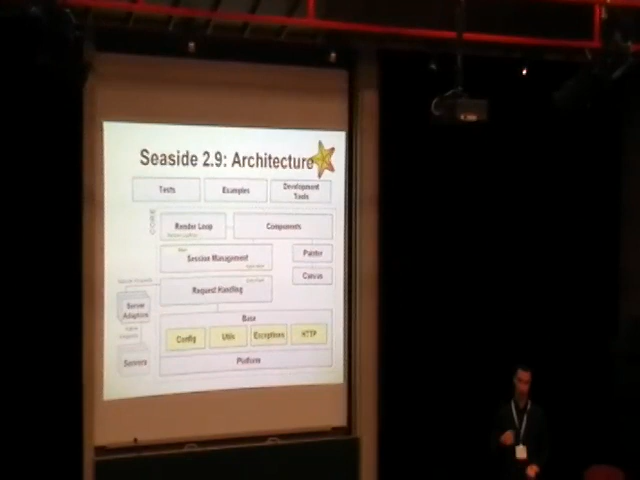 Seaside 2.9: Architecture
Tests
Examples
Development
Tools
CORE
Render Loop
Components
Session Management
Painter
Canvas
Request Handling
Server
Adaptors
Servers
Base
Config
Utils
Exceptions
HTTP
Platform